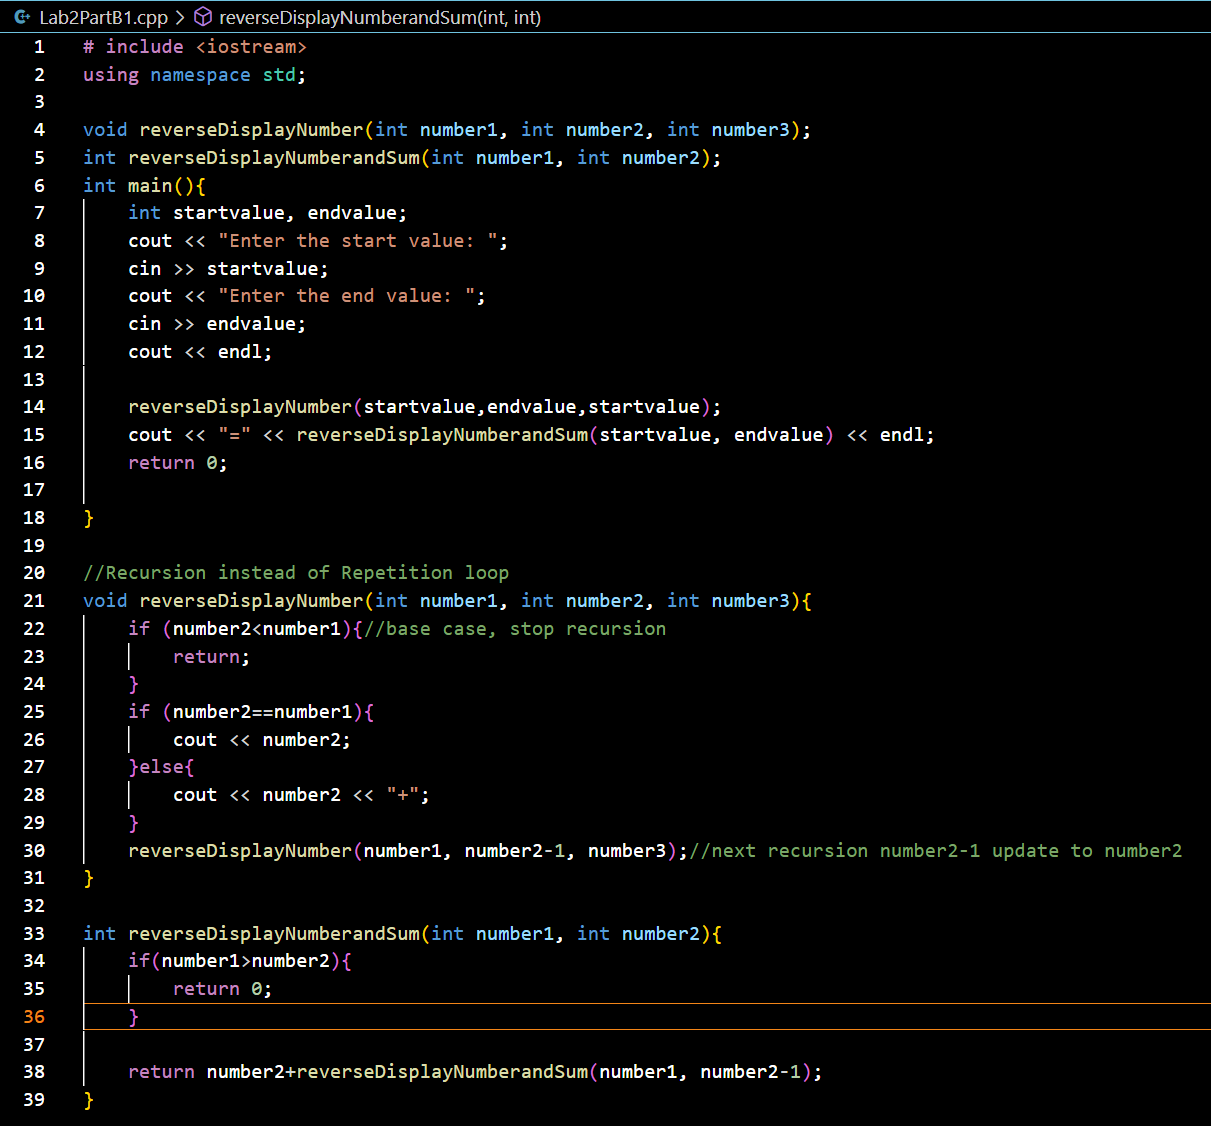 Lab2PartB1.cpp > reverseDisplayNumberandSum(int, int)
1 # include <iostream>
2 using namespace std;
3
4 void reverseDisplayNumber(int number1, int number2, int number3);
5 int reverseDisplayNumberandSum(int number1, int number2);
6 int main(){
7     int startvalue, endvalue;
8     cout << "Enter the start value: ";
9     cin >> startvalue;
10     cout << "Enter the end value: ";
11     cin >> endvalue;
12     cout << endl;
13
14     reverseDisplayNumber(startvalue,endvalue,startvalue);
15     cout << "=" << reverseDisplayNumberandSum(startvalue, endvalue) << endl;
16     return 0;
17
18 }
19
20 //Recursion instead of Repetition loop
21 void reverseDisplayNumber(int number1, int number2, int number3){
22     if (number2<number1){//base case, stop recursion
23         return;
24     }
25     if (number2==number1){
26         cout << number2;
27     }else{
28         cout << number2 << "+";
29     }
30     reverseDisplayNumber(number1, number2-1, number3);//next recursion number2-1 update to number2
31 }
32
33 int reverseDisplayNumberandSum(int number1, int number2){
34     if(number1>number2){
35         return 0;
36     }
37
38     return number2+reverseDisplayNumberandSum(number1, number2-1);
39 }